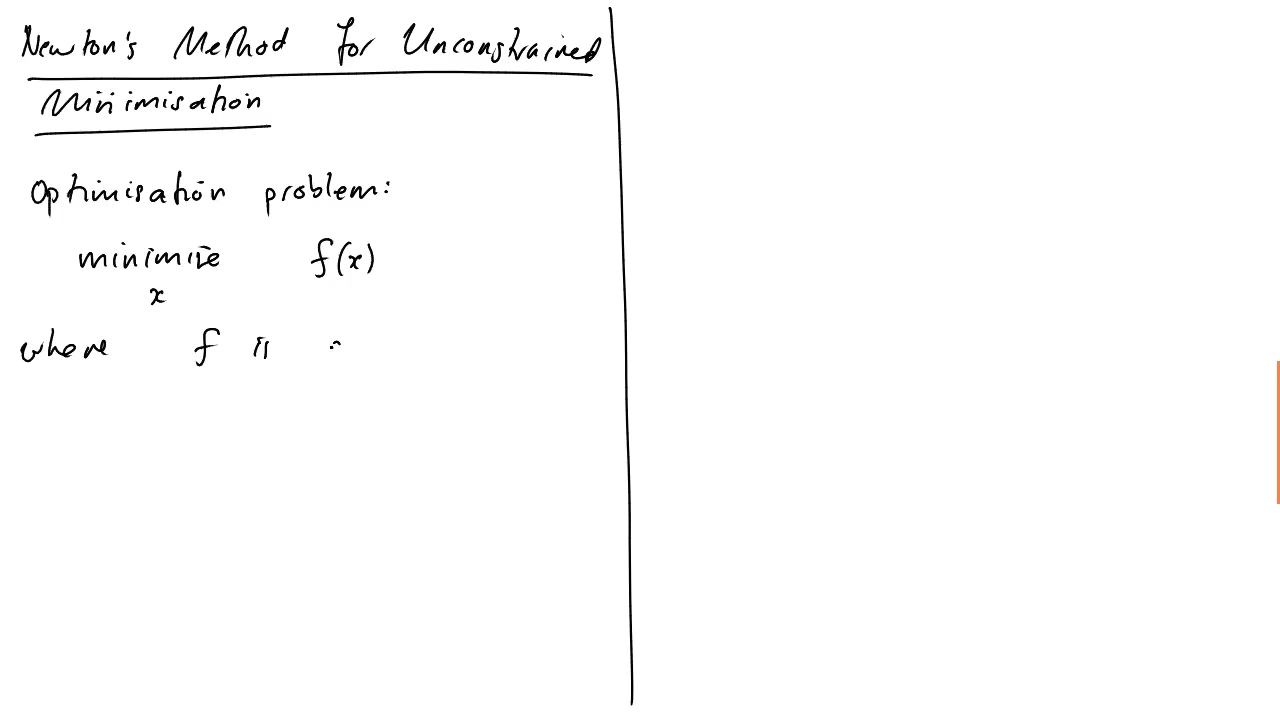 Newton's Method for Unconstrained
Minimisation
Optimisation problem:
minimize f(x)
x
where f is